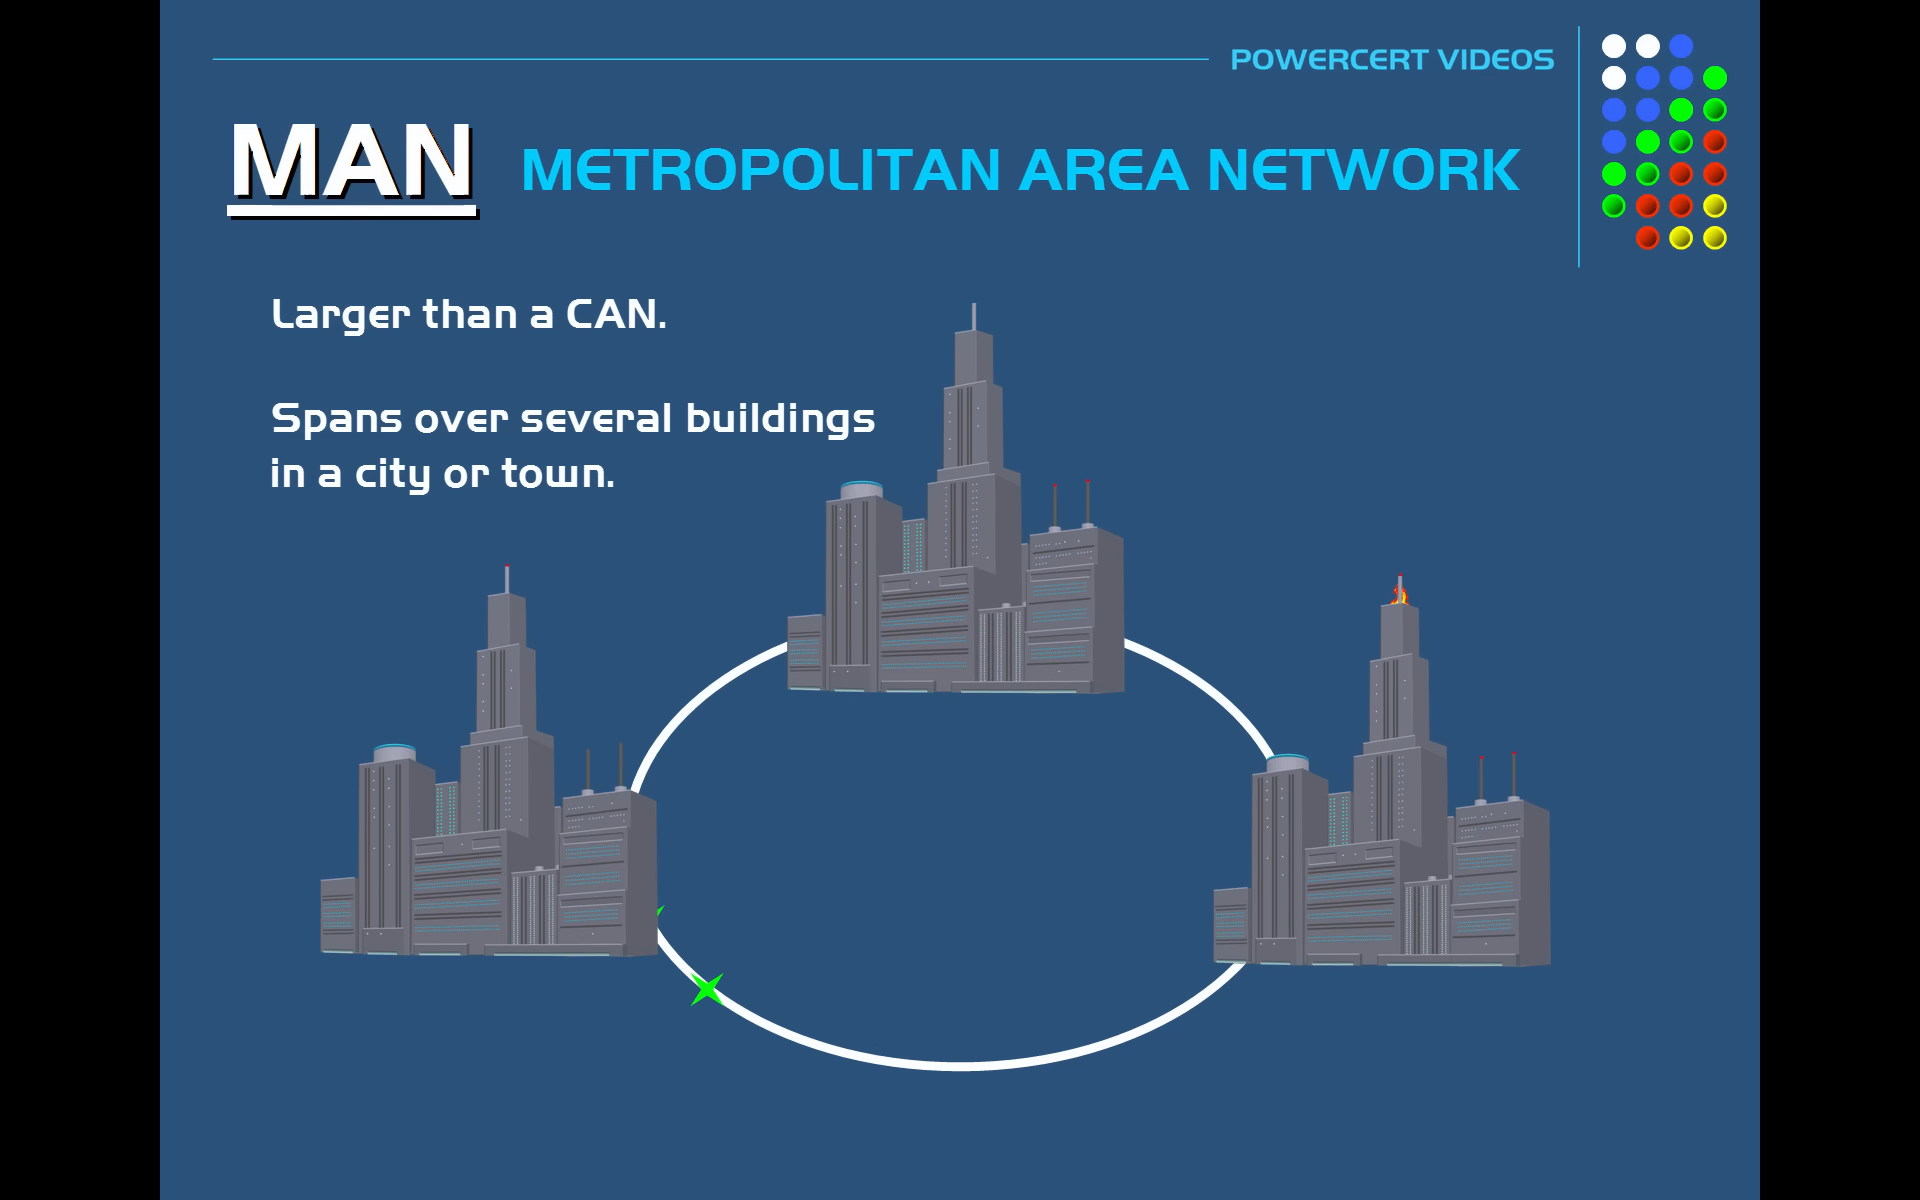 POWERCERT VIDEOS
MAN METROPOLITAN AREA NETWORK
Larger than a CAN.
Spans over several buildings
in a city or town.